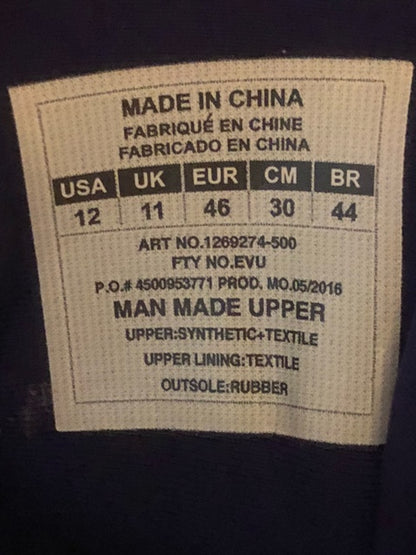 MADE IN CHINA
FABRIQUÉ EN CHINE
FABRICADO EN CHINA
USA UK EUR CM BR
12 11 46 30 44
ART NO.1269274-500
FTY NO.EVU
P.O.# 4500953771 PROD. MO.05/2016
MAN MADE UPPER
UPPER:SYNTHETIC+TEXTILE
UPPER LINING:TEXTILE
OUTSOLE:RUBBER